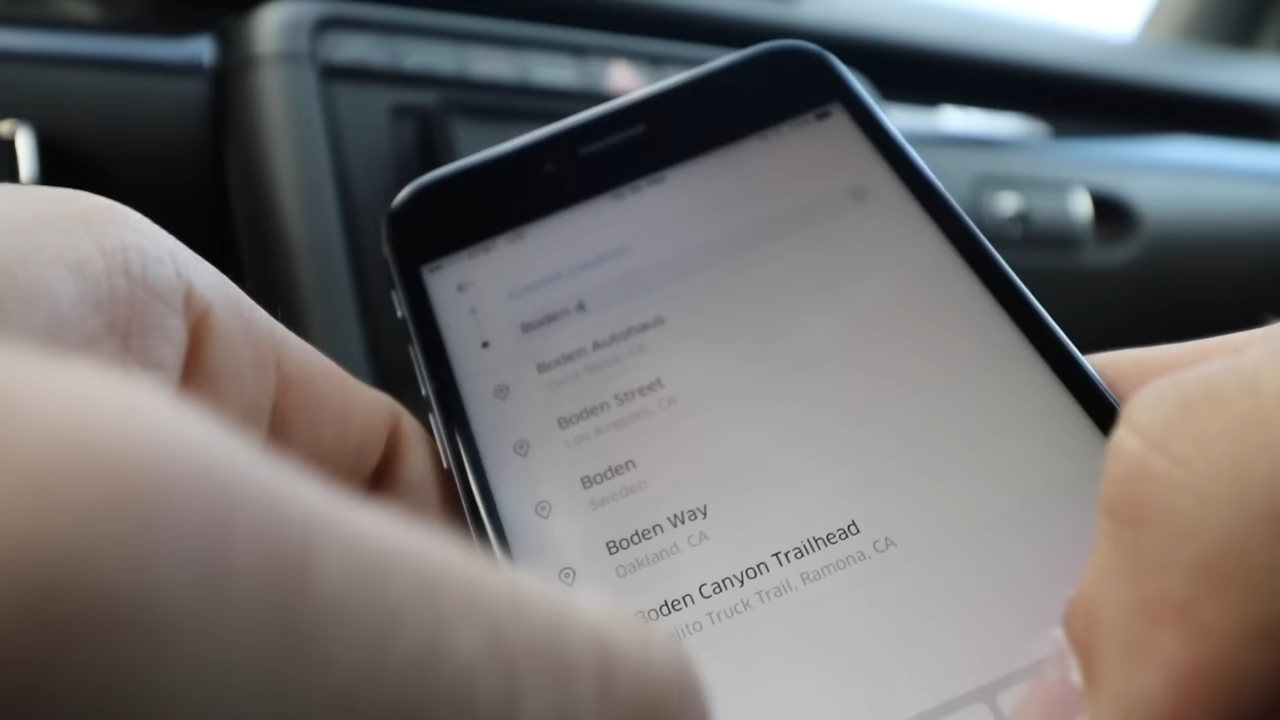 Boden
Boden Autohaus
Boden Street
Los Angeles, CA
Boden
Sweden
Boden Way
Oakland, CA
Boden Canyon Trailhead
Truck Trail, Ramona, CA